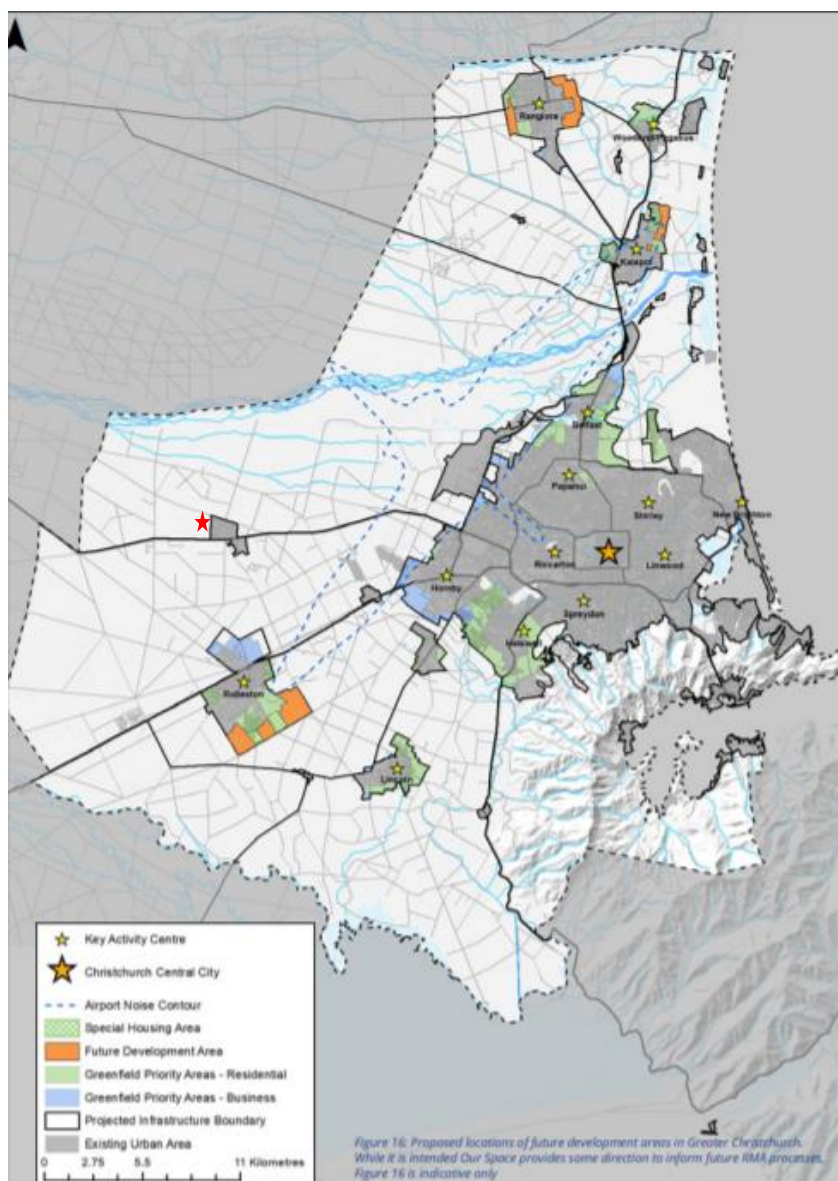 Rangiora
Woodend/Pegasus
Kaiapoi
Belfast
Papanui
Shirley
New Brighton
Riccarton
Linwood
Hornby
Spreydon
Halswell
Rolleston
Lincoln
Key Activity Centre
Christchurch Central City
Airport Noise Contour
Special Housing Area
Future Development Area
Greenfield Priority Areas - Residential
Greenfield Priority Areas - Business
Projected Infrastructure Boundary
Existing Urban Area
0 2.75 5.5 11 Kilometres
Figure 16: Proposed locations of future development areas in Greater Christchurch.
While it is intended Our Space provides some direction to inform future RMA processes,
Figure 16 is indicative only